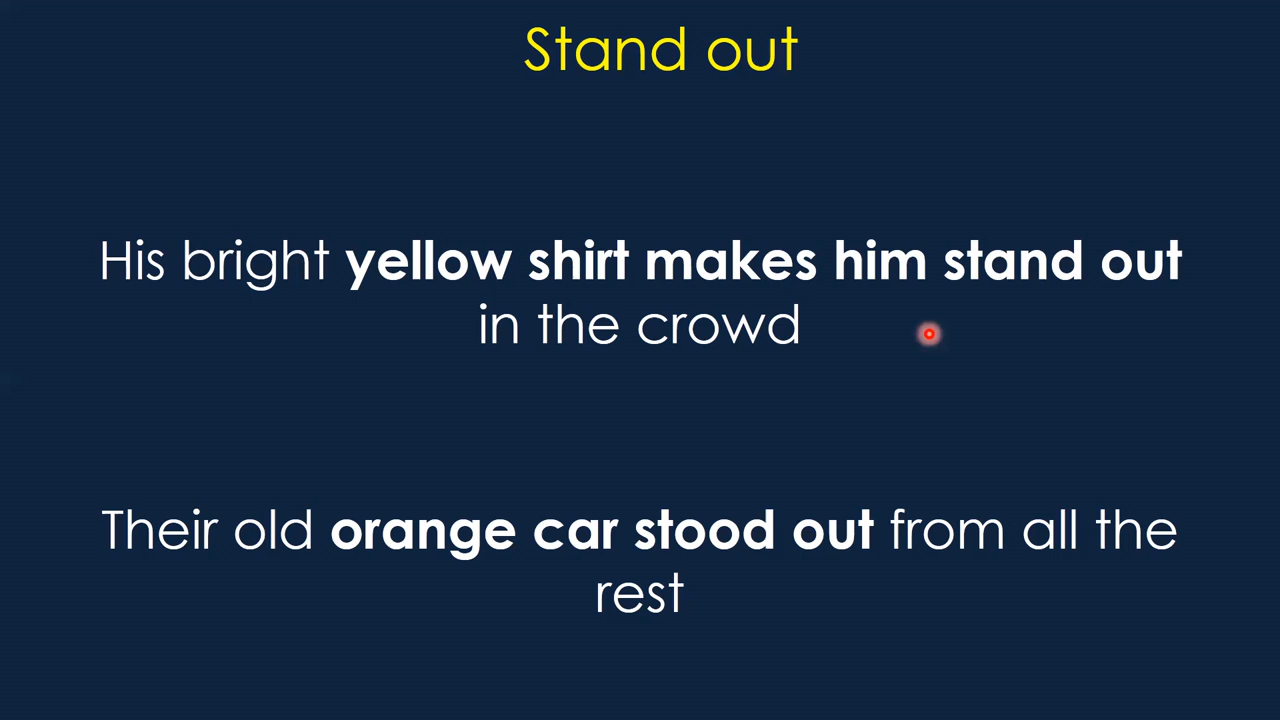 Stand out
His bright yellow shirt makes him stand out
in the crowd
Their old orange car stood out from all the
rest